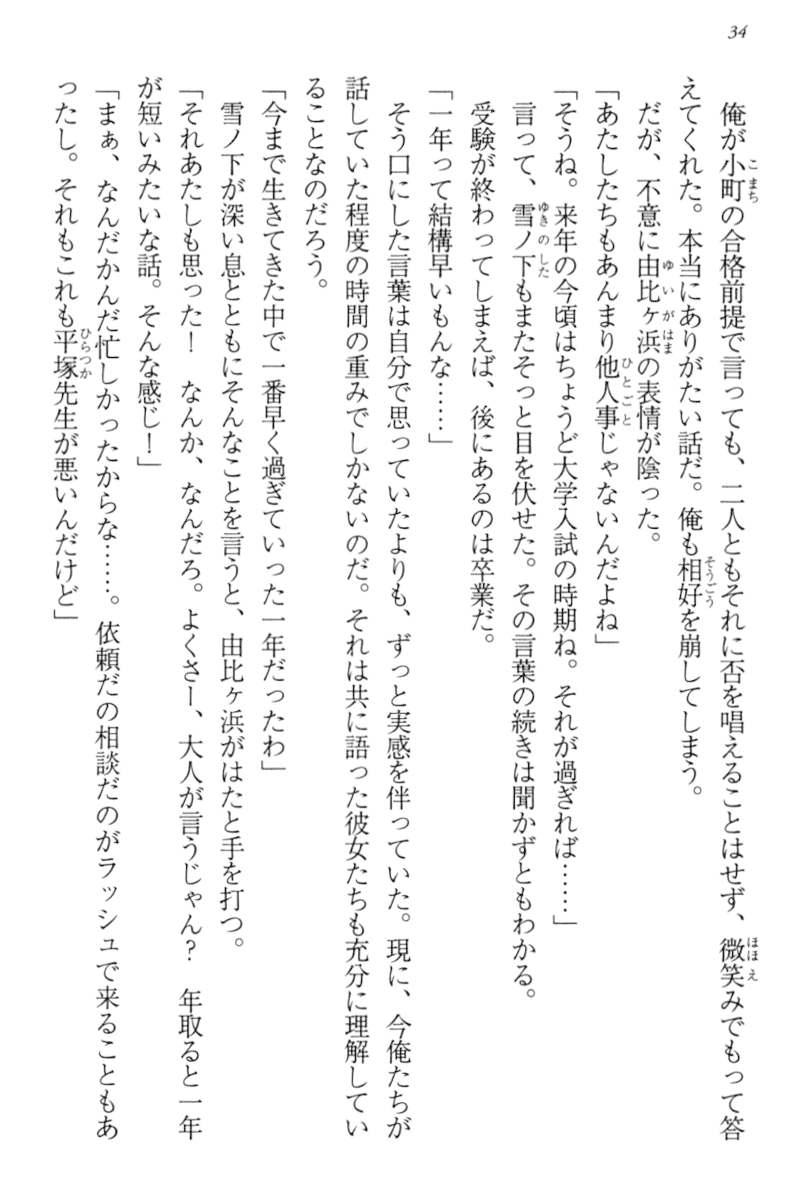 34
俺が小町の合格前提で言っても、二人ともそれに否を唱えることはせず、微笑みでもって答
えてくれた。本当にありがたい話だ。俺も相好を崩してしまう。
だが、不意に由比ヶ浜の表情が陰った。
「あたしたちもあんまり他人事じゃないんだよね」
「そうね。来年の今頃はちょうど大学入試の時期ね。それが過ぎれば……」
言って、雪ノ下もまたそっと目を伏せた。その言葉の続きは聞かずともわかる。
受験が終わってしまえば、後にあるのは卒業だ。
「一年って結構早いもんな……」
そう口にした言葉は自分で思っていたよりも、ずっと実感を伴っていた。現に、今俺たちが
話していた程度の時間の重みでしかないのだ。それは共に語った彼女たちも充分に理解してい
ることなのだろう。
「今まで生きてきた中で一番早く過ぎていった一年だったわ」
雪ノ下が深い息とともにそんなことを言うと、由比ヶ浜がはたと手を打つ。
「それあたしも思った！　なんか、なんだろ。よくさー、大人が言うじゃん？　年取ると一年
が短いみたいな話。そんな感じ！」
「まぁ、なんだかんだ忙しかったからな……。依頼だの相談だのがラッシュで来ることもあ
ったし。それもこれも平塚先生が悪いんだけど」